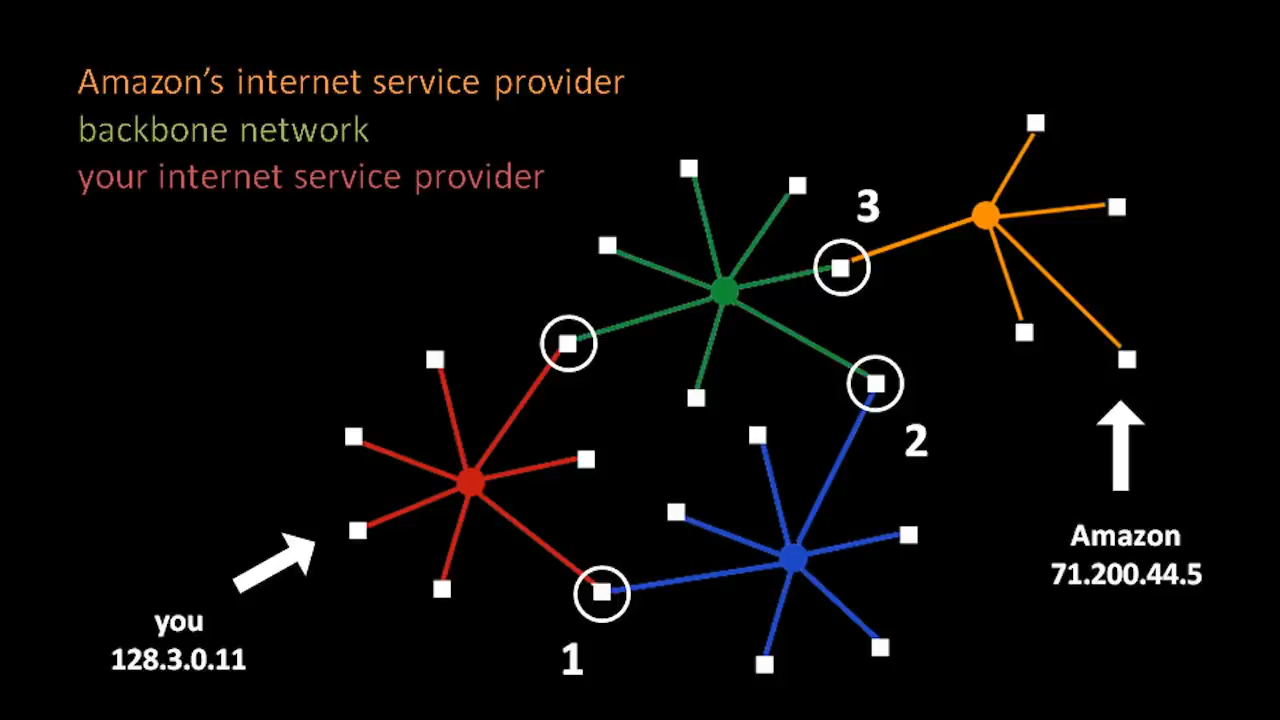 Amazon's internet service provider
backbone network
your internet service provider
3
2
Amazon
71.200.44.5
you
128.3.0.11
1